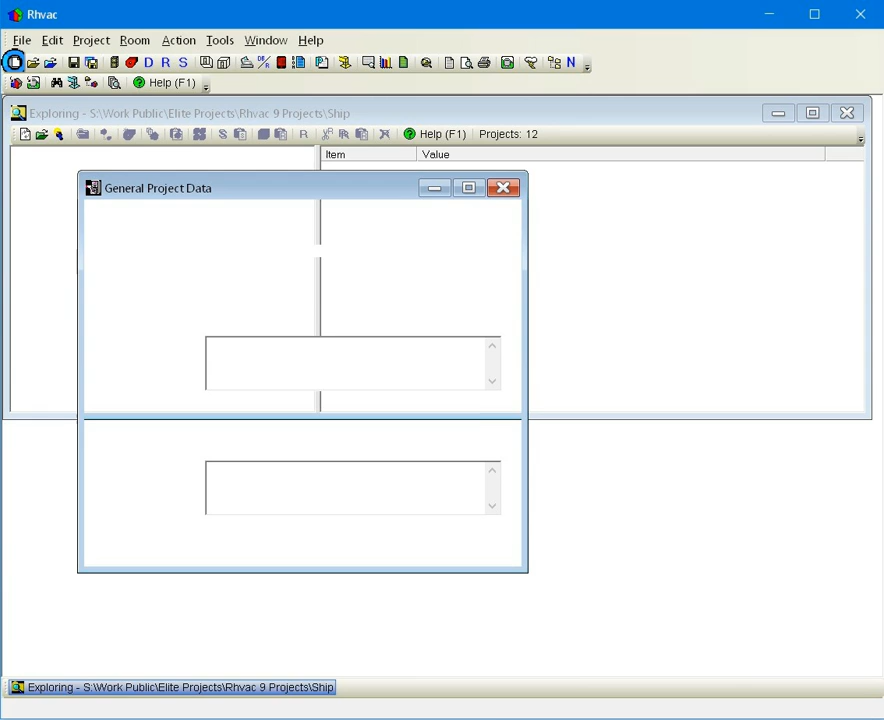 Rhvac
File Edit Project Room Action Tools Window Help
D R S DE/R N
Help (F1)
Exploring - S:\Work Public\Elite Projects\Rhvac 9 Projects\Ship
S R Help (F1) Projects: 12
Item Value
General Project Data
Exploring - S:\Work Public\Elite Projects\Rhvac 9 Projects\Ship